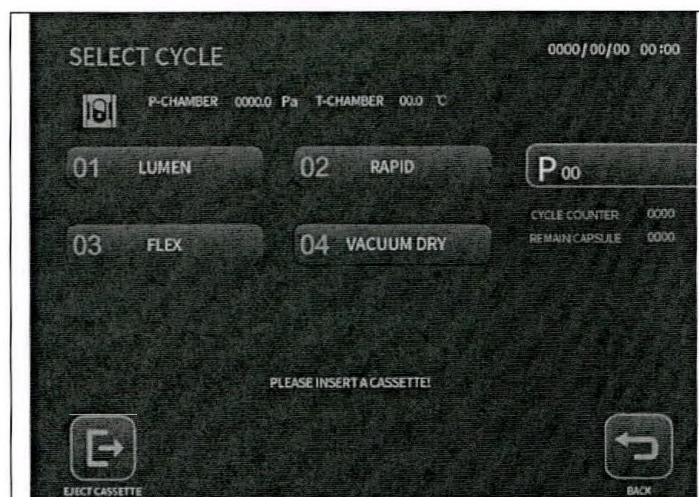 SELECT CYCLE
0000/00/00 00:00
P-CHAMBER 0000.0 Pa T-CHAMBER 00.0 ℃
01 LUMEN
02 RAPID
P 00
CYCLE COUNTER 0000
REMAIN CAPSULE 0000
03 FLEX
04 VACUUM DRY
PLEASE INSERT A CASSETTE!
EJECT CASSETTE
BACK